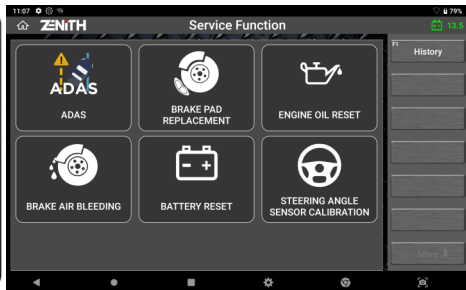 11:07
79%
ZENITH
Service Function
13.5
F1
History
ADAS
ADAS
BRAKE PAD
REPLACEMENT
ENGINE OIL RESET
BRAKE AIR BLEEDING
BATTERY RESET
STEERING ANGLE
SENSOR CALIBRATION
More